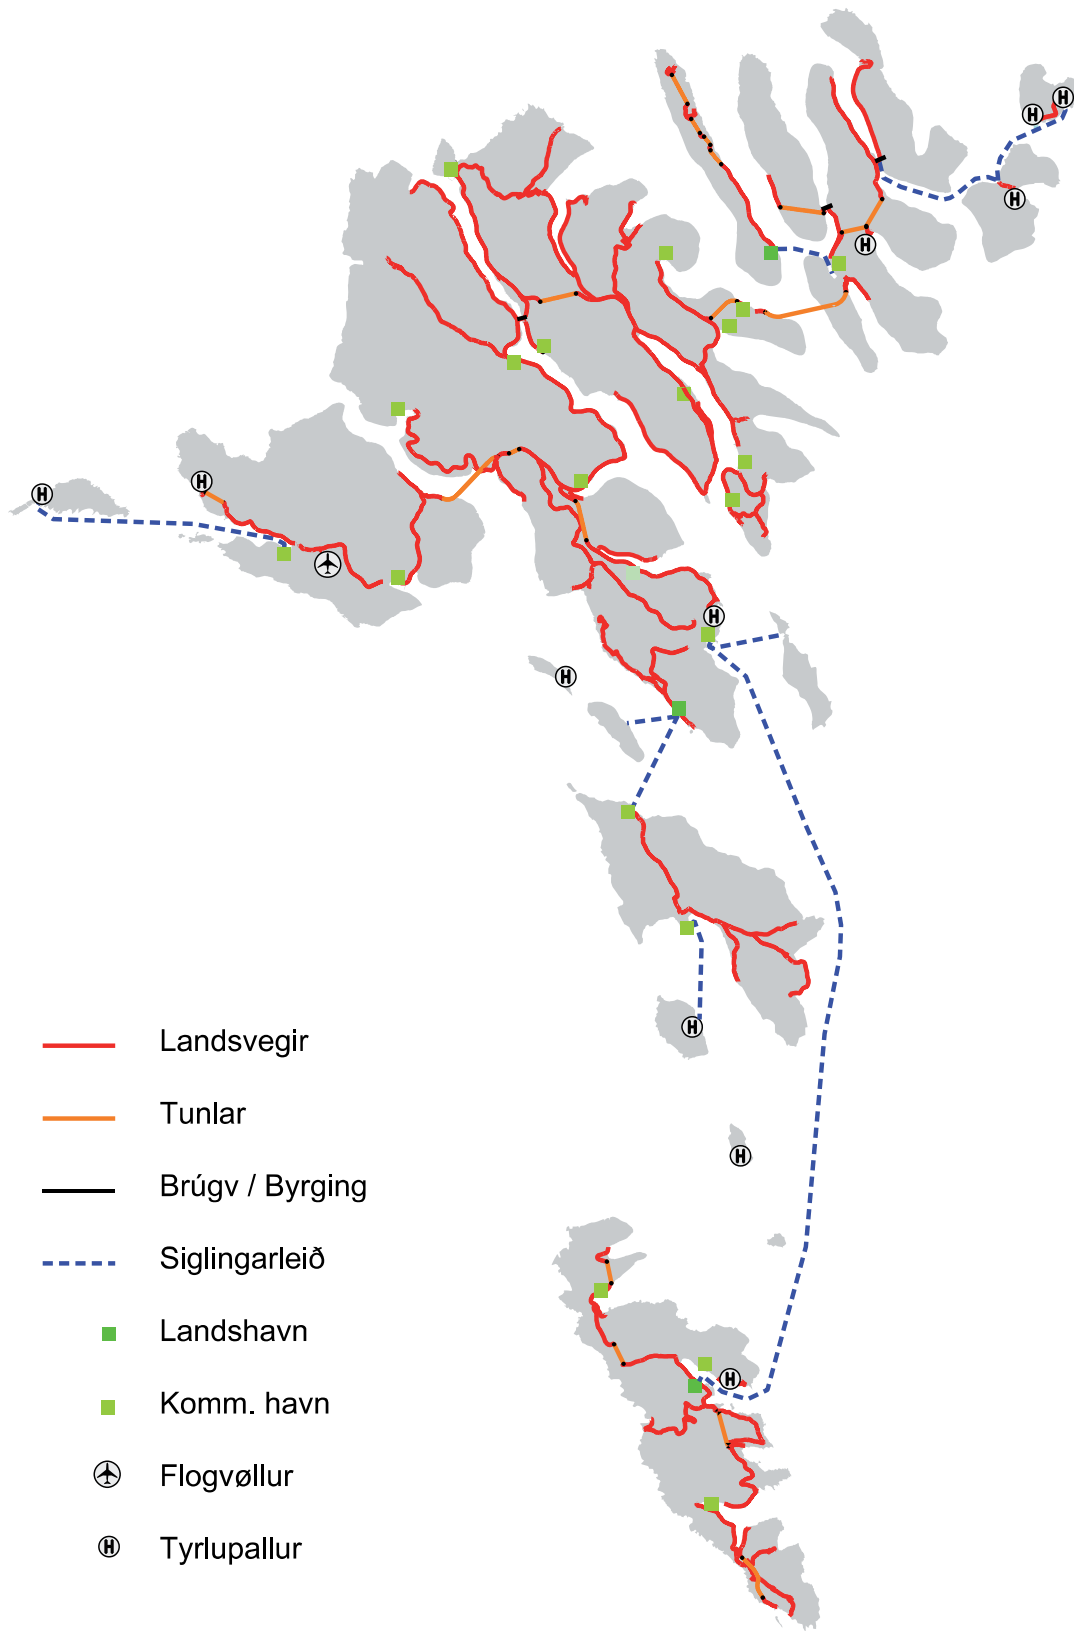 H
H
H
H
H
H
H
H
H
H
H
H
Landsvegir
Tunlar
Brúgv / Byrging
Siglingarleið
Landshavn
Komm. havn
Flogvøllur
H Tyrlupallur